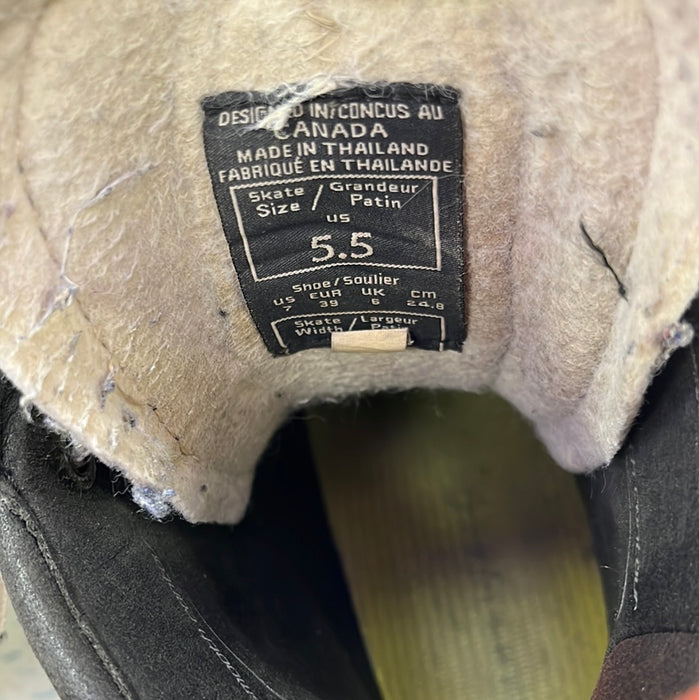 DESIGNED IN/CONCUS AU
CANADA
MADE IN THAILAND
FABRIQUÉ EN THAILANDE
Skate Size / Grandeur Patin
US
5.5
Shoe/Soulier
US EUR UK CM
7 39 6 24.8
Skate Width / Largeur Patin